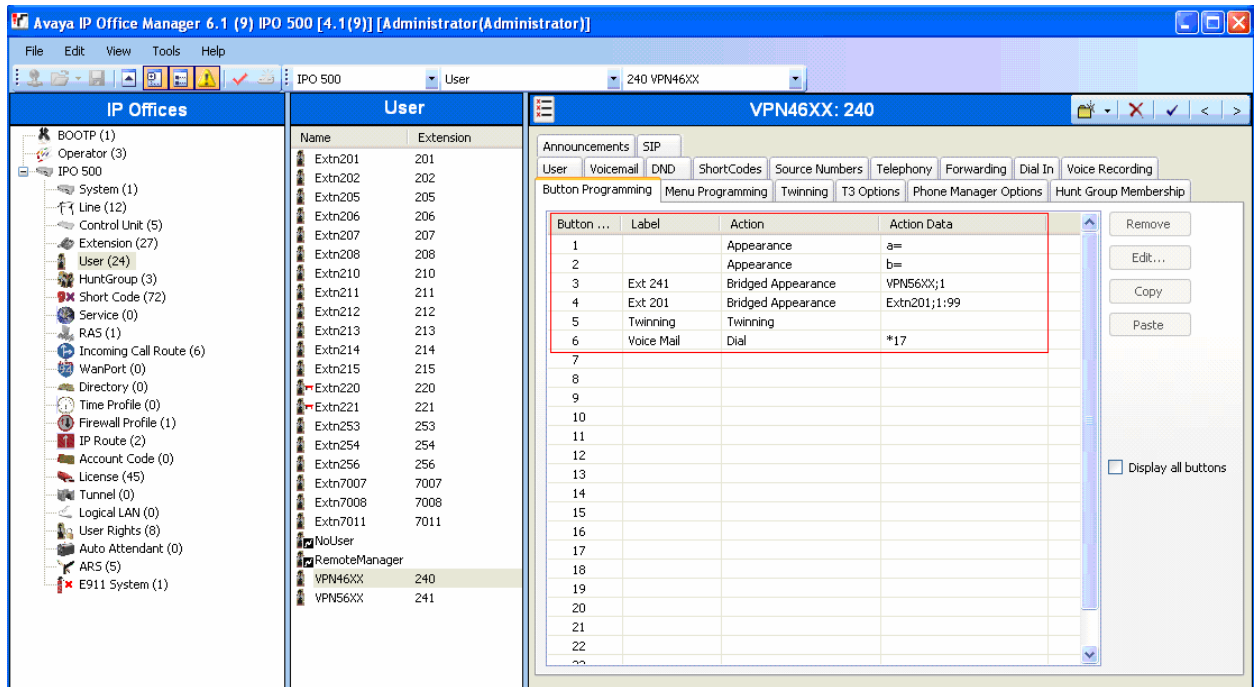 Avaya IP Office Manager 6.1 (9) IPO 500 [4.1(9)] [Administrator(Administrator)]
File Edit View Tools Help
IPO 500 User 240 VPN46XX
IP Offices
BOOTP (1)
Operator (3)
IPO 500
System (1)
Line (12)
Control Unit (5)
Extension (27)
User (24)
HuntGroup (3)
Short Code (72)
Service (0)
RAS (1)
Incoming Call Route (6)
WanPort (0)
Directory (0)
Time Profile (0)
Firewall Profile (1)
IP Route (2)
Account Code (0)
License (45)
Tunnel (0)
Logical LAN (0)
User Rights (8)
Auto Attendant (0)
ARS (5)
E911 System (1)
User
Name Extension
Extn201 201
Extn202 202
Extn205 205
Extn206 206
Extn207 207
Extn208 208
Extn210 210
Extn211 211
Extn212 212
Extn213 213
Extn214 214
Extn215 215
Extn220 220
Extn221 221
Extn253 253
Extn254 254
Extn256 256
Extn7007 7007
Extn7008 7008
Extn7011 7011
NoUser
RemoteManager
VPN46XX 240
VPN56XX 241
VPN46XX: 240
Announcements SIP
User Voicemail DND ShortCodes Source Numbers Telephony Forwarding Dial In Voice Recording
Button Programming Menu Programming Twinning T3 Options Phone Manager Options Hunt Group Membership
Button ... Label Action Action Data
1 Appearance a=
2 Appearance b=
3 Ext 241 Bridged Appearance VPN56XX;1
4 Ext 201 Bridged Appearance Extn201;1:99
5 Twinning Twinning
6 Voice Mail Dial *17
7
8
9
10
11
12
13
14
15
16
17
18
19
20
21
22
Remove
Edit...
Copy
Paste
Display all buttons